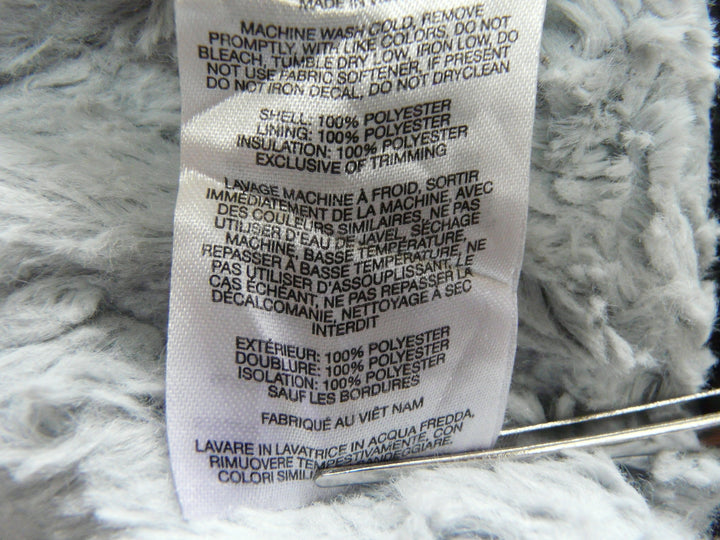 MADE IN
MACHINE WASH COLD, REMOVE
PROMPTLY, WITH LIKE COLORS, DO NOT
BLEACH, TUMBLE DRY LOW, IRON LOW, DO
NOT USE FABRIC SOFTENER. IF PRESENT
DO NOT IRON DECAL, DO NOT DRYCLEAN
SHELL: 100% POLYESTER
LINING: 100% POLYESTER
INSULATION: 100% POLYESTER
EXCLUSIVE OF TRIMMING
LAVAGE MACHINE À FROID, SORTIR
IMMÉDIATEMENT DE LA MACHINE, AVEC
DES COULEURS SIMILAIRES, NE PAS
UTILISER D'EAU DE JAVEL, SÉCHAGE
MACHINE, BASSE TEMPÉRATURE,
REPASSER À BASSE TEMPÉRATURE, NE
PAS UTILISER D'ASSOUPLISSANT, LE
CAS ÉCHEANT, NE PAS REPASSER LA
DÉCALCOMANIE, NETTOYAGE À SEC
INTERDIT
EXTÉRIEUR: 100% POLYESTER
DOUBLURE: 100% POLYESTER
ISOLATION: 100% POLYESTER
SAUF LES BORDURES
FABRIQUÉ AU VIÊT NAM
LAVARE IN LAVATRICE IN ACQUA FREDDA,
RIMUOVERE TEMPESTIVAMENTE, CON
COLORI